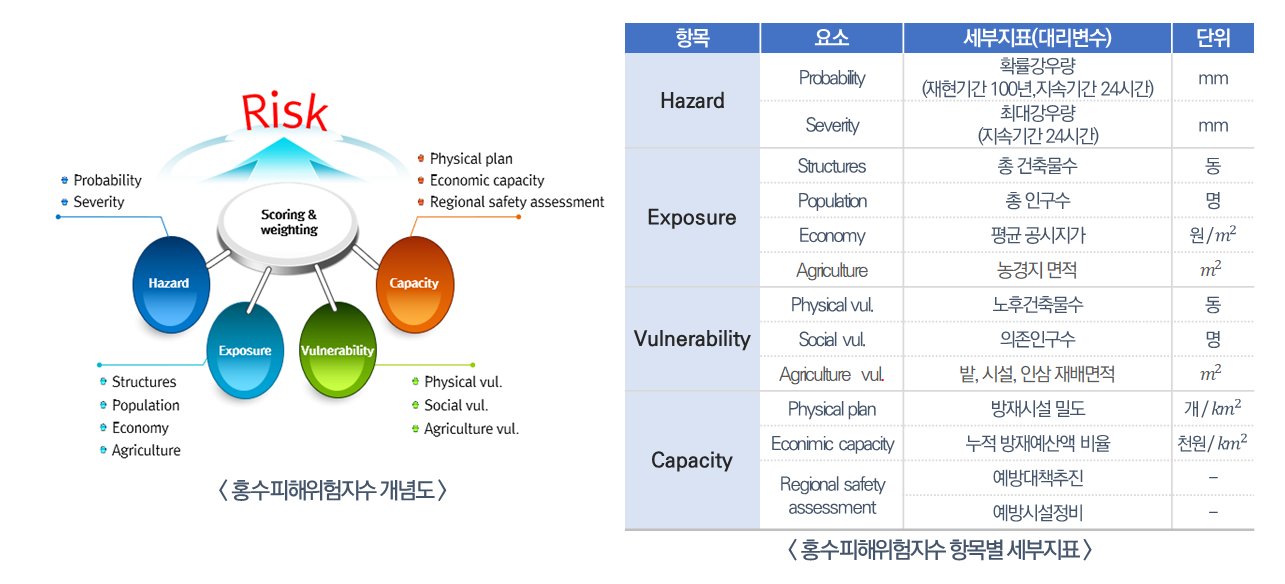 Risk
Probability
Severity
Physical plan
Economic capacity
Regional safety assessment
Scoring &
weighting
Hazard
Capacity
Exposure
Vulnerability
Structures
Population
Economy
Agriculture
Physical vul.
Social vul.
Agriculture vul.
< 홍수피해위험지수 개념도 >
항목 요소 세부지표(대리변수) 단위
Hazard
Probability
확률강우량
(재현기간 100년,지속기간 24시간)
mm
Severity
최대강우량
(지속기간 24시간)
mm
Exposure
Structures 총 건축물수 동
Population 총 인구수 명
Economy 평균 공시지가 원/m²
Agriculture 농경지 면적 m²
Vulnerability
Physical vul. 노후건축물수 동
Social vul. 의존인구수 명
Agriculture vul. 밭, 시설, 인삼 재배면적 m²
Capacity
Physical plan 방재시설 밀도 개/km²
Econimic capacity 누적 방재예산액 비율 천원/km²
Regional safety
assessment
예방대책추진 -
예방시설정비 -
< 홍수피해위험지수 항목별 세부지표 >